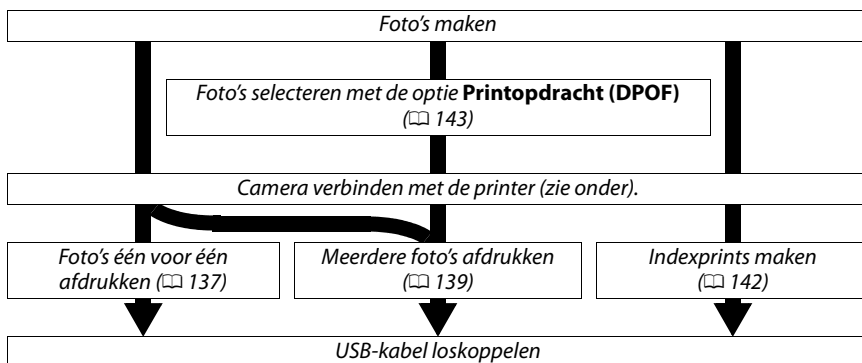 Foto's maken
Foto's selecteren met de optie Printopdracht (DPOF)
(🕮 143)
Camera verbinden met de printer (zie onder).
Foto's één voor één
afdrukken (🕮 137)
Meerdere foto's afdrukken
(🕮 139)
Indexprints maken
(🕮 142)
USB-kabel loskoppelen